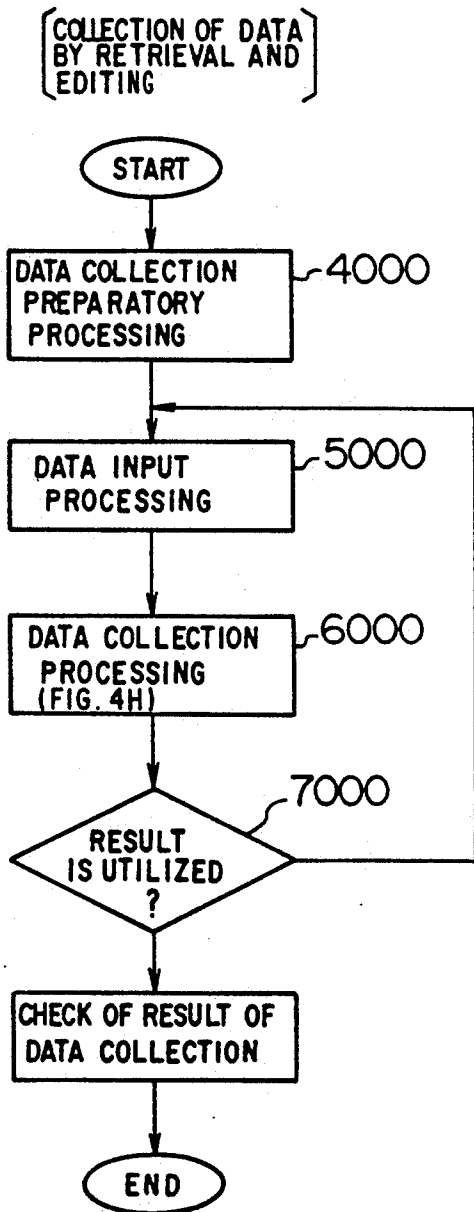 COLLECTION OF DATA
BY RETRIEVAL AND
EDITING
START
DATA COLLECTION
PREPARATORY
PROCESSING
4000
DATA INPUT
PROCESSING
5000
DATA COLLECTION
PROCESSING
(FIG. 4H)
6000
RESULT
IS UTILIZED
?
7000
CHECK OF RESULT OF
DATA COLLECTION
END